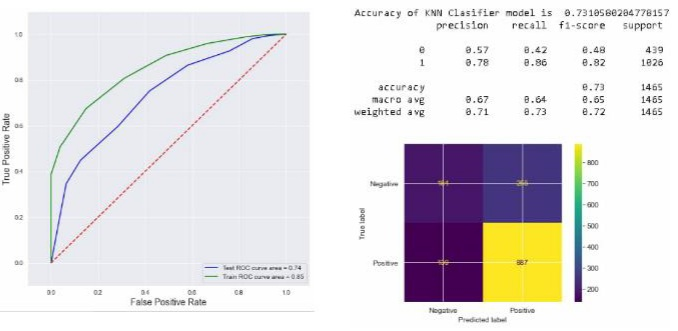 1.0
0.8
0.6
0.4
0.2
0.0
True Positive Rate
Test ROC curve area = 0.74
Train ROC curve area = 0.85
0.0 0.2 0.4 0.6 0.8 1.0
False Positive Rate
Accuracy of KNN Clasifier model is 0.7310580204778157
precision recall f1-score support
0 0.57 0.42 0.48 439
1 0.78 0.86 0.82 1026
accuracy 0.73 1465
macro avg 0.67 0.64 0.65 1465
weighted avg 0.71 0.73 0.72 1465
True label
Negative
Positive 887
Negative Positive
Predicted label
800
700
600
500
400
300
200